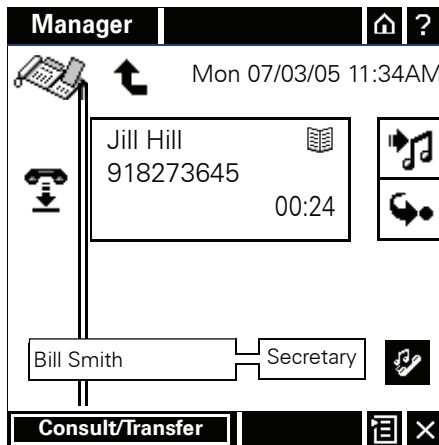 Manager ?
Mon 07/03/05 11:34AM
Jill Hill
918273645
00:24
Bill Smith Secretary
Consult/Transfer